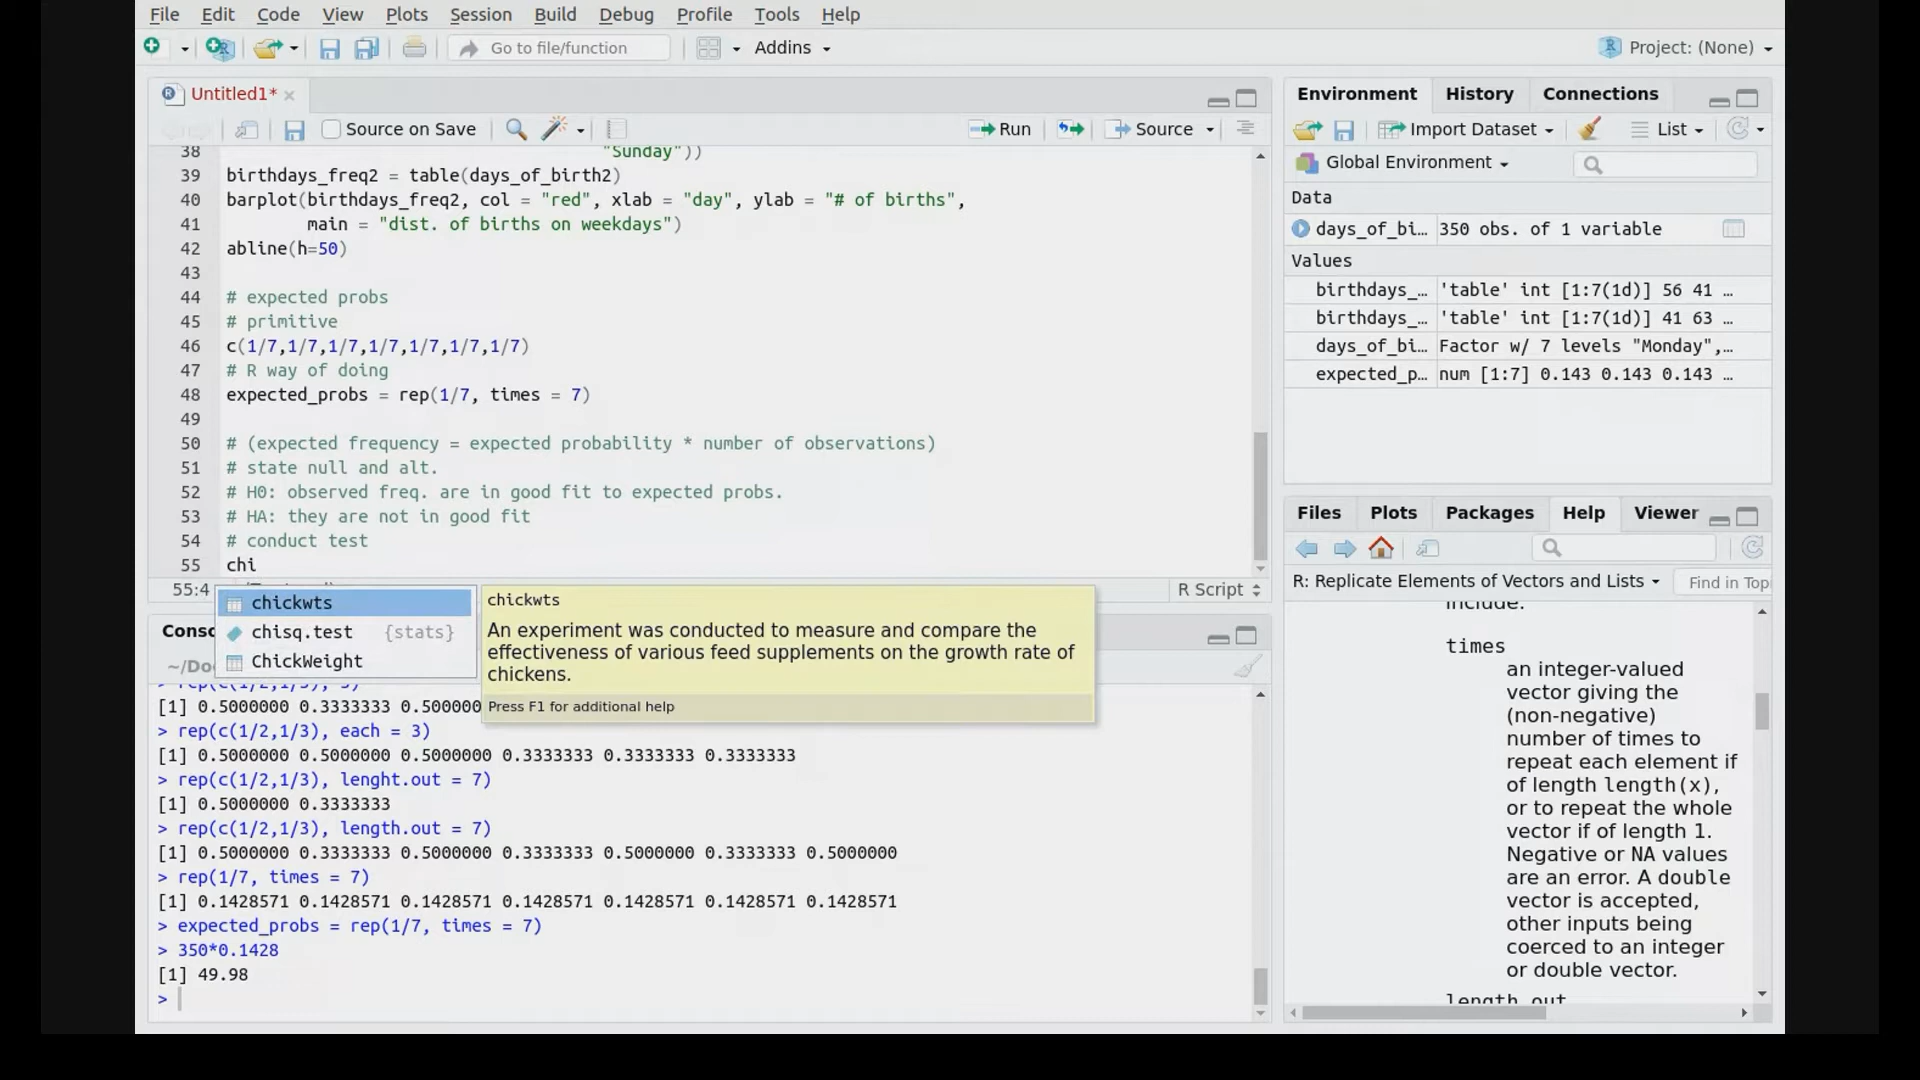 File Edit Code View Plots Session Build Debug Profile Tools Help
Go to file/function Addins Project: (None)
Untitled1*
Source on Save Run Source
38 "Sunday"))
39 birthdays_freq2 = table(days_of_birth2)
40 barplot(birthdays_freq2, col = "red", xlab = "day", ylab = "# of births",
41 main = "dist. of births on weekdays")
42 abline(h=50)
43
44 # expected probs
45 # primitive
46 c(1/7,1/7,1/7,1/7,1/7,1/7,1/7)
47 # R way of doing
48 expected_probs = rep(1/7, times = 7)
49
50 # (expected frequency = expected probability * number of observations)
51 # state null and alt.
52 # H0: observed freq. are in good fit to expected probs.
53 # HA: they are not in good fit
54 # conduct test
55 chi
55:4 R Script
chickwts
chisq.test {stats}
ChickWeight
chickwts
An experiment was conducted to measure and compare the
effectiveness of various feed supplements on the growth rate of
chickens.
Press F1 for additional help
Conso
~/Do
> rep(c(1/2,1/3), 3)
[1] 0.5000000 0.3333333 0.500000
> rep(c(1/2,1/3), each = 3)
[1] 0.5000000 0.5000000 0.5000000 0.3333333 0.3333333 0.3333333
> rep(c(1/2,1/3), lenght.out = 7)
[1] 0.5000000 0.3333333
> rep(c(1/2,1/3), length.out = 7)
[1] 0.5000000 0.3333333 0.5000000 0.3333333 0.5000000 0.3333333 0.5000000
> rep(1/7, times = 7)
[1] 0.1428571 0.1428571 0.1428571 0.1428571 0.1428571 0.1428571 0.1428571
> expected_probs = rep(1/7, times = 7)
> 350*0.1428
[1] 49.98
>
Environment History Connections
Import Dataset List
Global Environment
Data
days_of_bi… 350 obs. of 1 variable
Values
birthdays_… 'table' int [1:7(1d)] 56 41 …
birthdays_… 'table' int [1:7(1d)] 41 63 …
days_of_bi… Factor w/ 7 levels "Monday",…
expected_p… num [1:7] 0.143 0.143 0.143 …
Files Plots Packages Help Viewer
R: Replicate Elements of Vectors and Lists Find in Top
include:
times
an integer-valued
vector giving the
(non-negative)
number of times to
repeat each element if
of length length(x),
or to repeat the whole
vector if of length 1.
Negative or NA values
are an error. A double
vector is accepted,
other inputs being
coerced to an integer
or double vector.
length.out